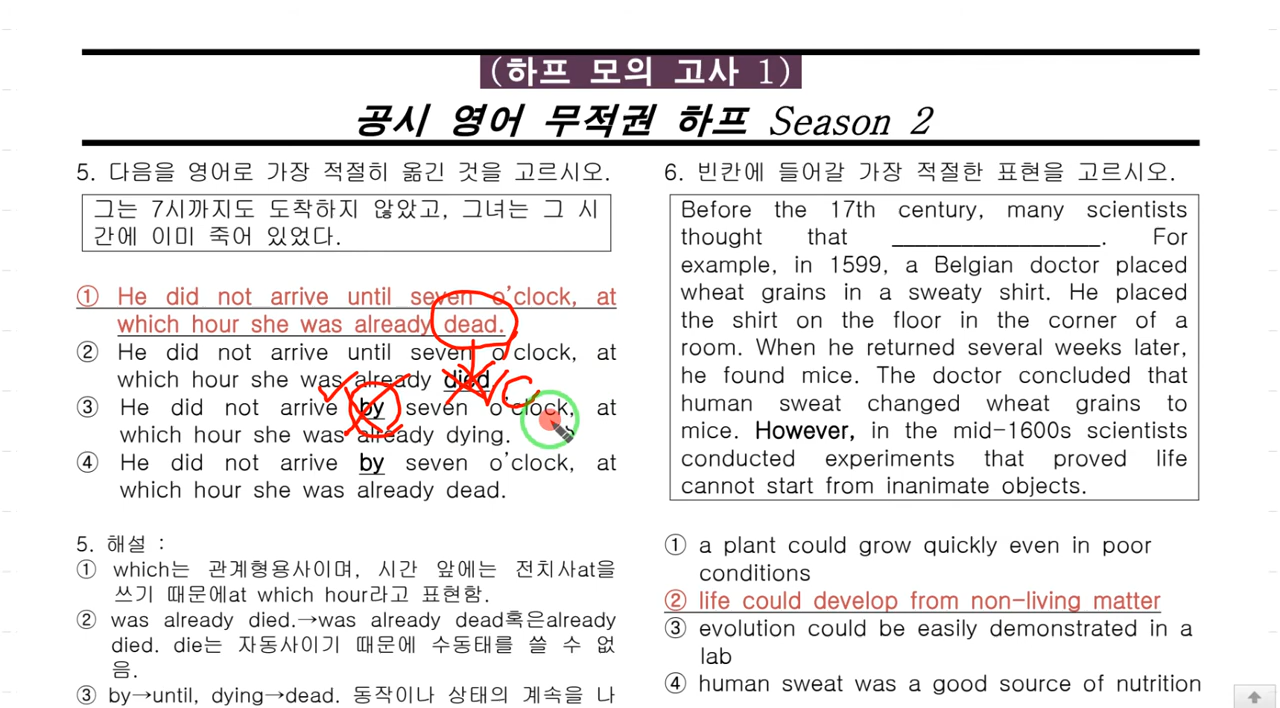 (하프 모의 고사 1)
공시 영어 무적권 하프 Season 2
5. 다음을 영어로 가장 적절히 옮긴 것을 고르시오.
그는 7시까지도 도착하지 않았고, 그녀는 그 시
간에 이미 죽어 있었다.
① He did not arrive until seven o'clock, at
which hour she was already dead.
② He did not arrive until seven o'clock, at
which hour she was already died.
③ He did not arrive by seven o'clock, at
which hour she was already dying.
④ He did not arrive by seven o'clock, at
which hour she was already dead.
5. 해설 :
① which는 관계형용사이며, 시간 앞에는 전치사at을
쓰기 때문에at which hour라고 표현함.
② was already died.→was already dead혹은already
died. die는 자동사이기 때문에 수동태를 쓸 수 없
음.
③ by→until, dying→dead. 동작이나 상태의 계속을 나
6. 빈칸에 들어갈 가장 적절한 표현을 고르시오.
Before the 17th century, many scientists
thought that ____________________. For
example, in 1599, a Belgian doctor placed
wheat grains in a sweaty shirt. He placed
the shirt on the floor in the corner of a
room. When he returned several weeks later,
he found mice. The doctor concluded that
human sweat changed wheat grains to
mice. However, in the mid-1600s scientists
conducted experiments that proved life
cannot start from inanimate objects.
① a plant could grow quickly even in poor
conditions
② life could develop from non-living matter
③ evolution could be easily demonstrated in a
lab
④ human sweat was a good source of nutrition